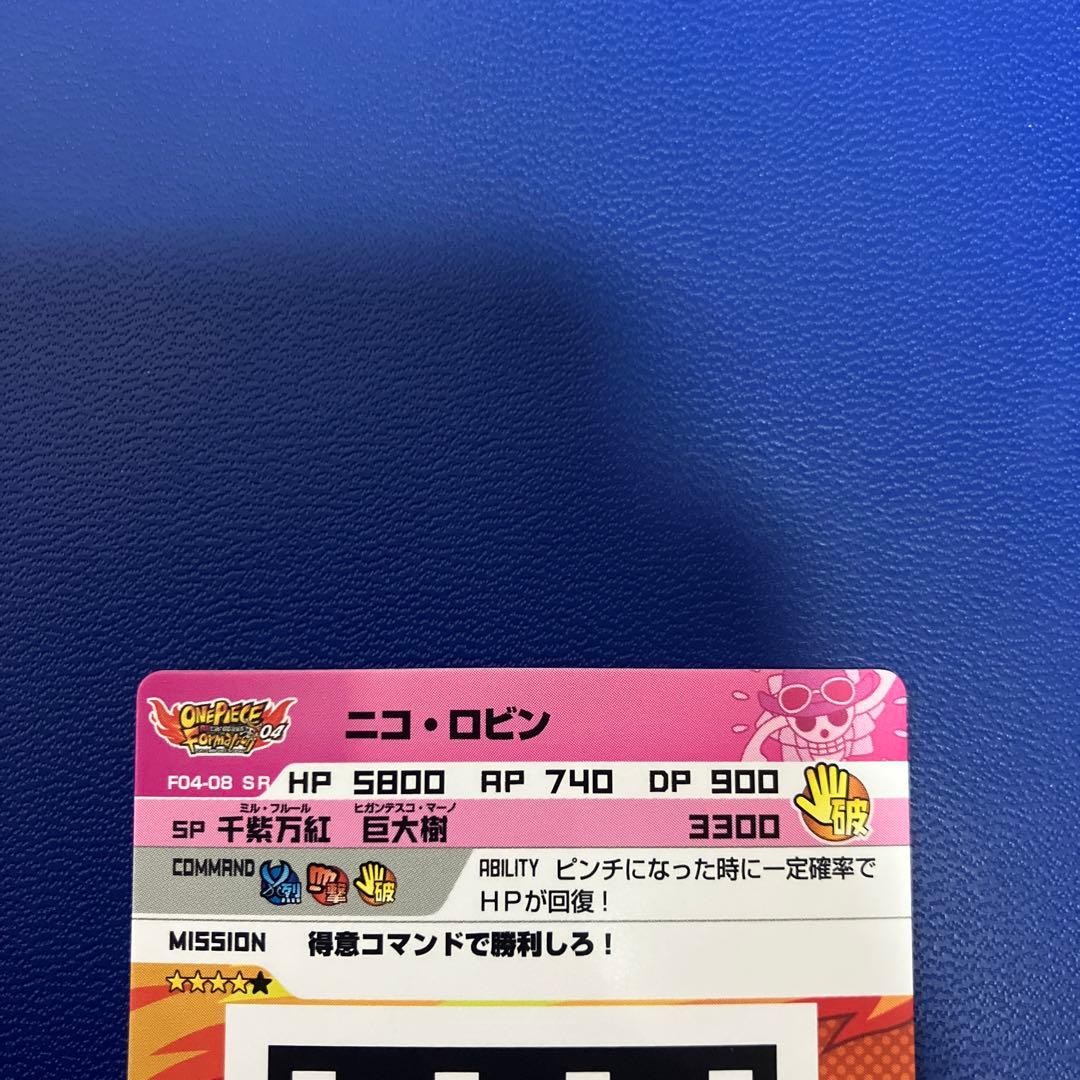 ONE PIECE
Formation 04
ニコ・ロビン
F04-08 SR HP 5800 AP 740 DP 900
ミル・フルール ヒガンテスコ・マーノ
SP 千紫万紅 巨大樹 3300 破
COMMAND 烈 撃 破 ABILITY ピンチになった時に一定確率で
HPが回復！
MISSION 得意コマンドで勝利しろ！
★★★★★